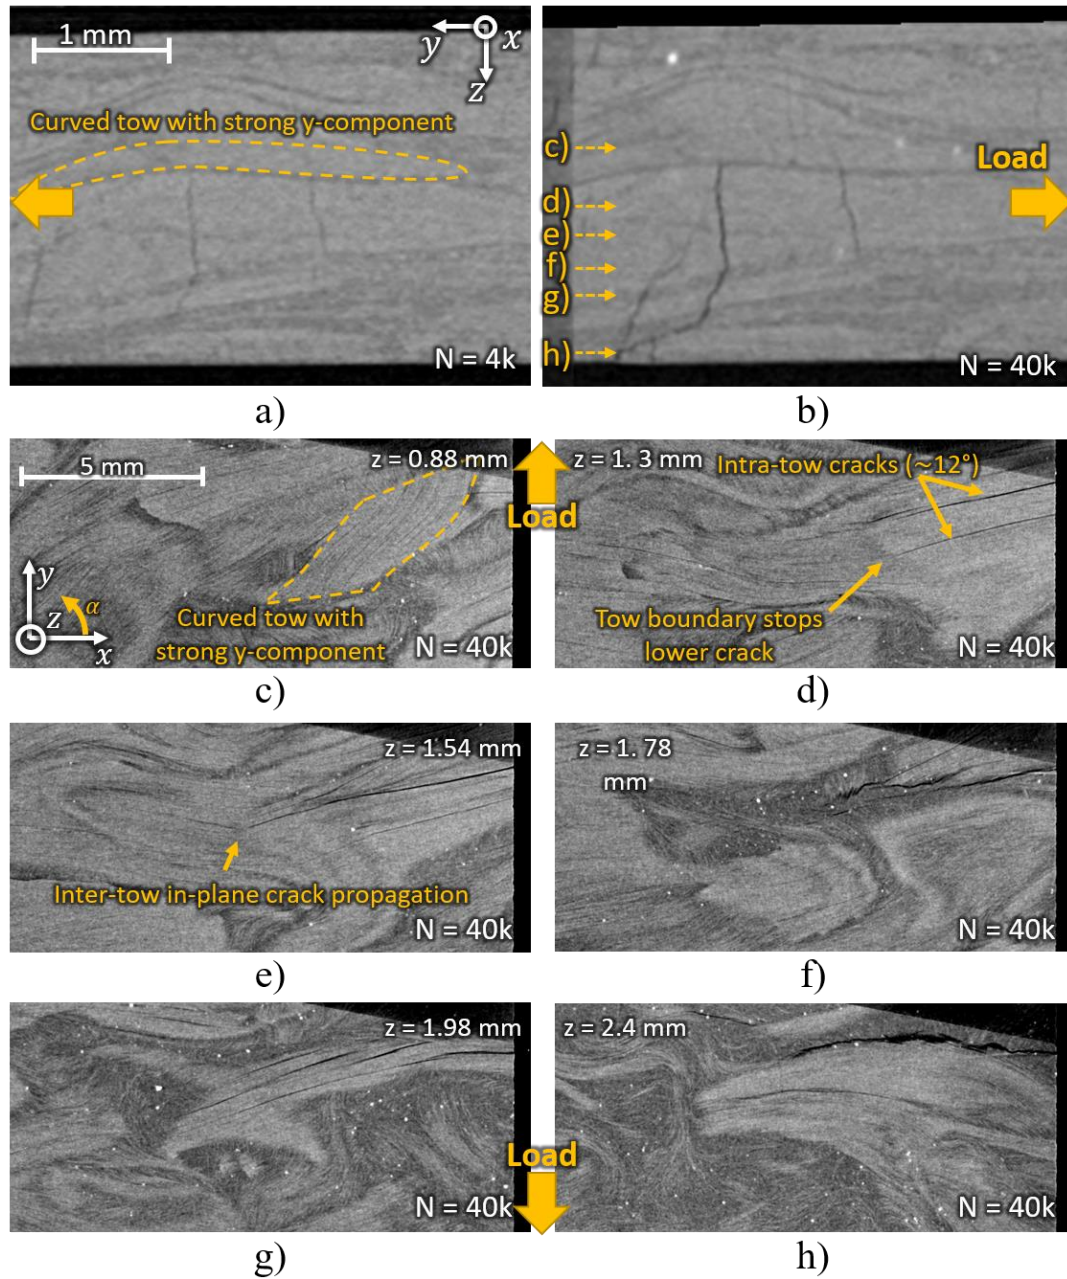 1 mm
y
x
z
Curved tow with strong y-component
N = 4k
a)
c)
Load
d)
e)
f)
g)
h)
N = 40k
b)
5 mm
z = 0.88 mm
Load
y
α
z
x
Curved tow with
strong y-component
N = 40k
c)
z = 1. 3 mm
Intra-tow cracks (~12°)
Tow boundary stops
lower crack
N = 40k
d)
z = 1.54 mm
Inter-tow in-plane crack propagation
N = 40k
e)
z = 1. 78
mm
N = 40k
f)
z = 1.98 mm
N = 40k
g)
Load
z = 2.4 mm
N = 40k
h)